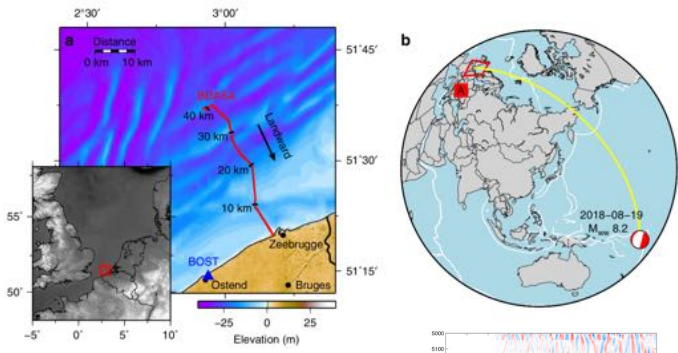 2°30'
3°00'
a
Distance
0 km 10 km
51°45'
BDASA
40 km
30 km
Landward
20 km
51°30'
10 km
Zeebrugge
BOST
Ostend
Bruges
51°15'
55°
50°
-5°
0°
5°
10°
-25
0
25
Elevation (m)
b
A
2018-08-19
Mww 8.2
5000
5100